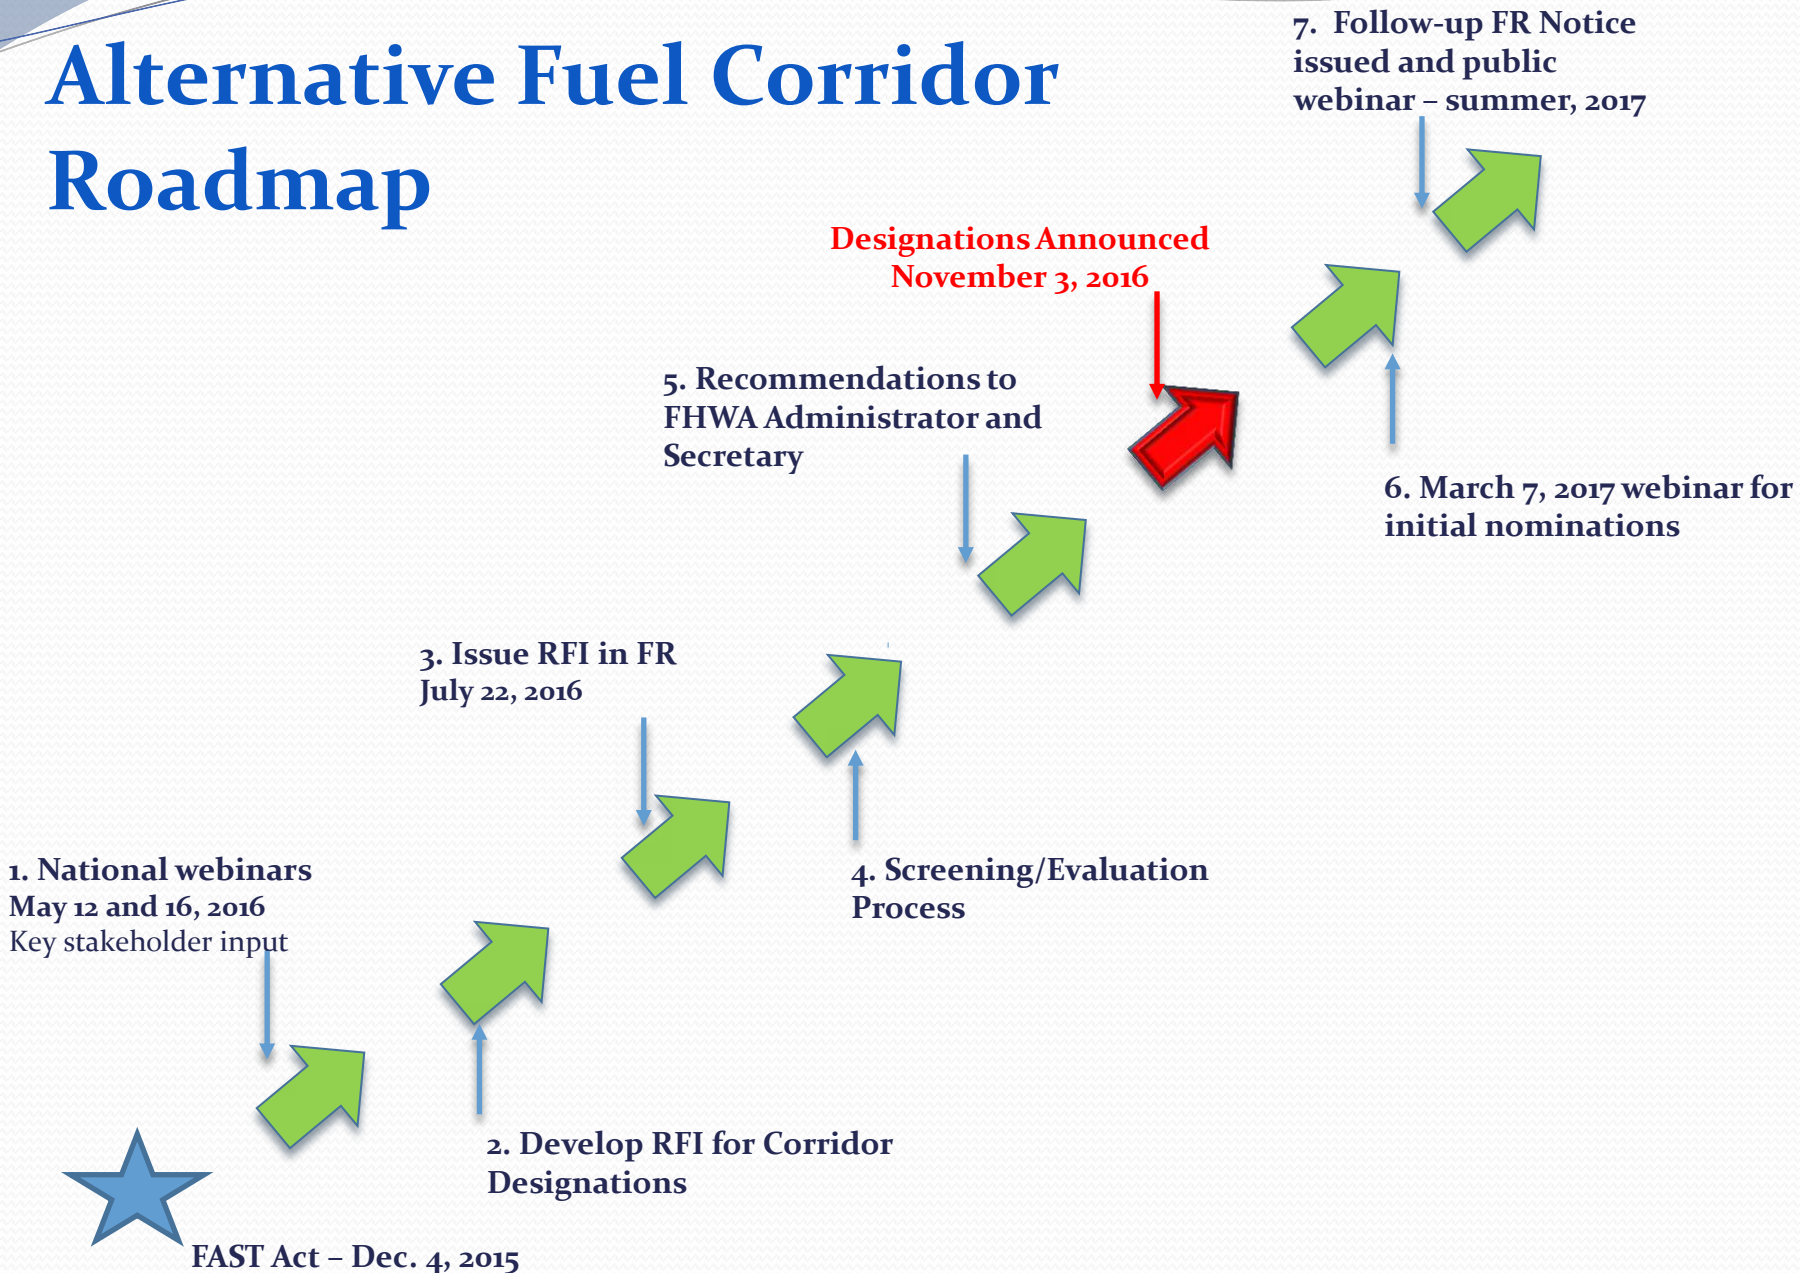 Alternative Fuel Corridor
Roadmap
7. Follow-up FR Notice
issued and public
webinar – summer, 2017
Designations Announced
November 3, 2016
5. Recommendations to
FHWA Administrator and
Secretary
6. March 7, 2017 webinar for
initial nominations
3. Issue RFI in FR
July 22, 2016
4. Screening/Evaluation
Process
1. National webinars
May 12 and 16, 2016
Key stakeholder input
2. Develop RFI for Corridor
Designations
FAST Act – Dec. 4, 2015